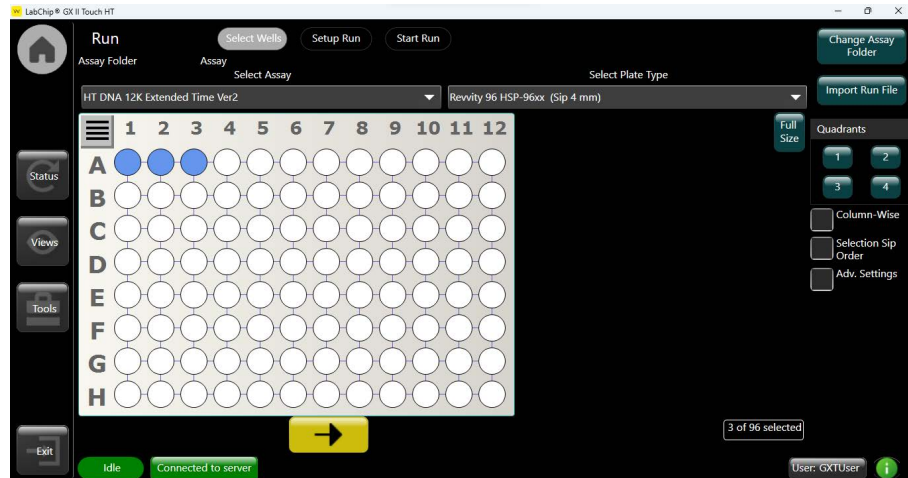 LabChip® GX II Touch HT
Run
Select Wells
Setup Run
Start Run
Change Assay
Folder
Assay Folder
Assay
Select Assay
Select Plate Type
HT DNA 12K Extended Time Ver2
Revvity 96 HSP-96xx (Sip 4 mm)
Import Run File
1 2 3 4 5 6 7 8 9 10 11 12
A
B
C
D
E
F
G
H
Full
Size
Quadrants
1 2
3 4
Column-Wise
Selection Sip
Order
Adv. Settings
Status
Views
Tools
Exit
3 of 96 selected
Idle
Connected to server
User: GXTUser
i